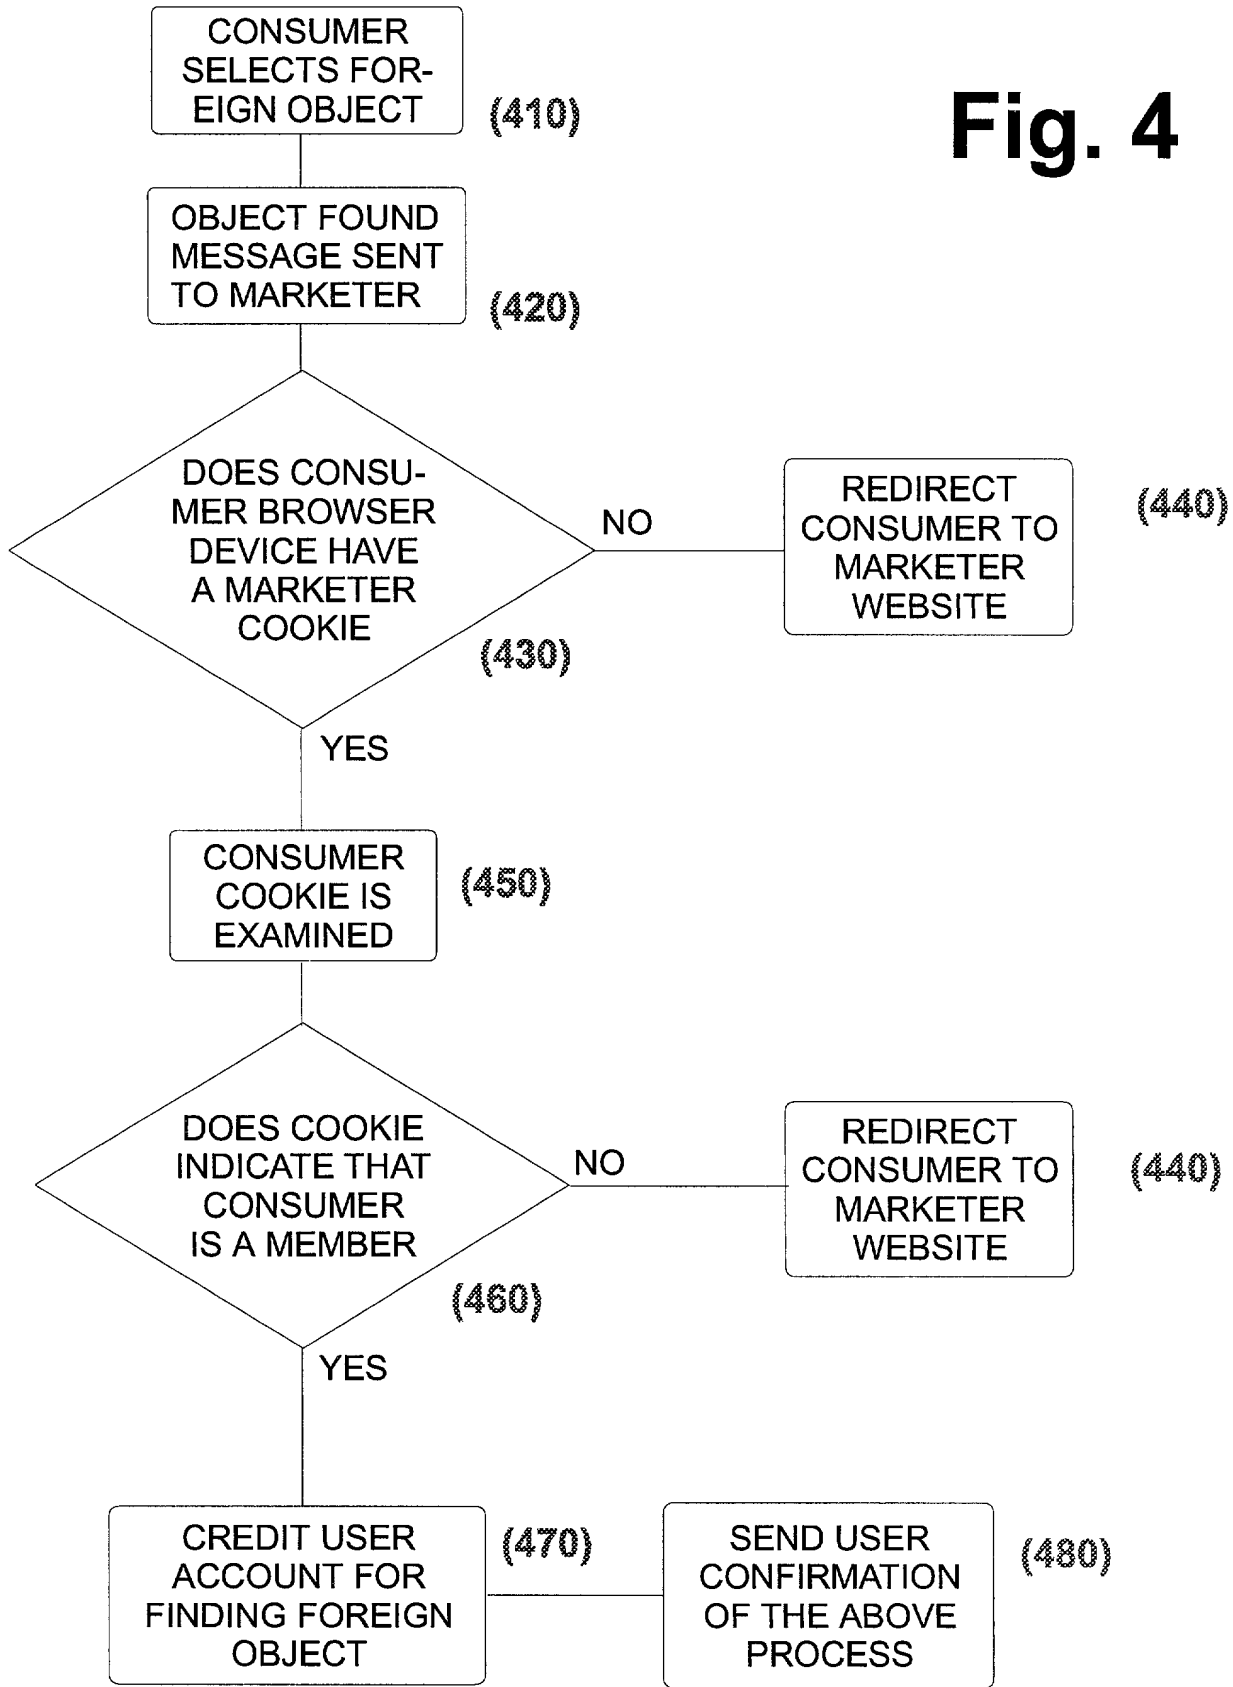 CONSUMER
SELECTS FOR-
EIGN OBJECT
(410)
Fig. 4
OBJECT FOUND
MESSAGE SENT
TO MARKETER
(420)
DOES CONSU-
MER BROWSER
DEVICE HAVE
A MARKETER
COOKIE
(430)
NO
REDIRECT
CONSUMER TO
MARKETER
WEBSITE
(440)
YES
CONSUMER
COOKIE IS
EXAMINED
(450)
DOES COOKIE
INDICATE THAT
CONSUMER
IS A MEMBER
(460)
NO
REDIRECT
CONSUMER TO
MARKETER
WEBSITE
(440)
YES
CREDIT USER
ACCOUNT FOR
FINDING FOREIGN
OBJECT
(470)
SEND USER
CONFIRMATION
OF THE ABOVE
PROCESS
(480)